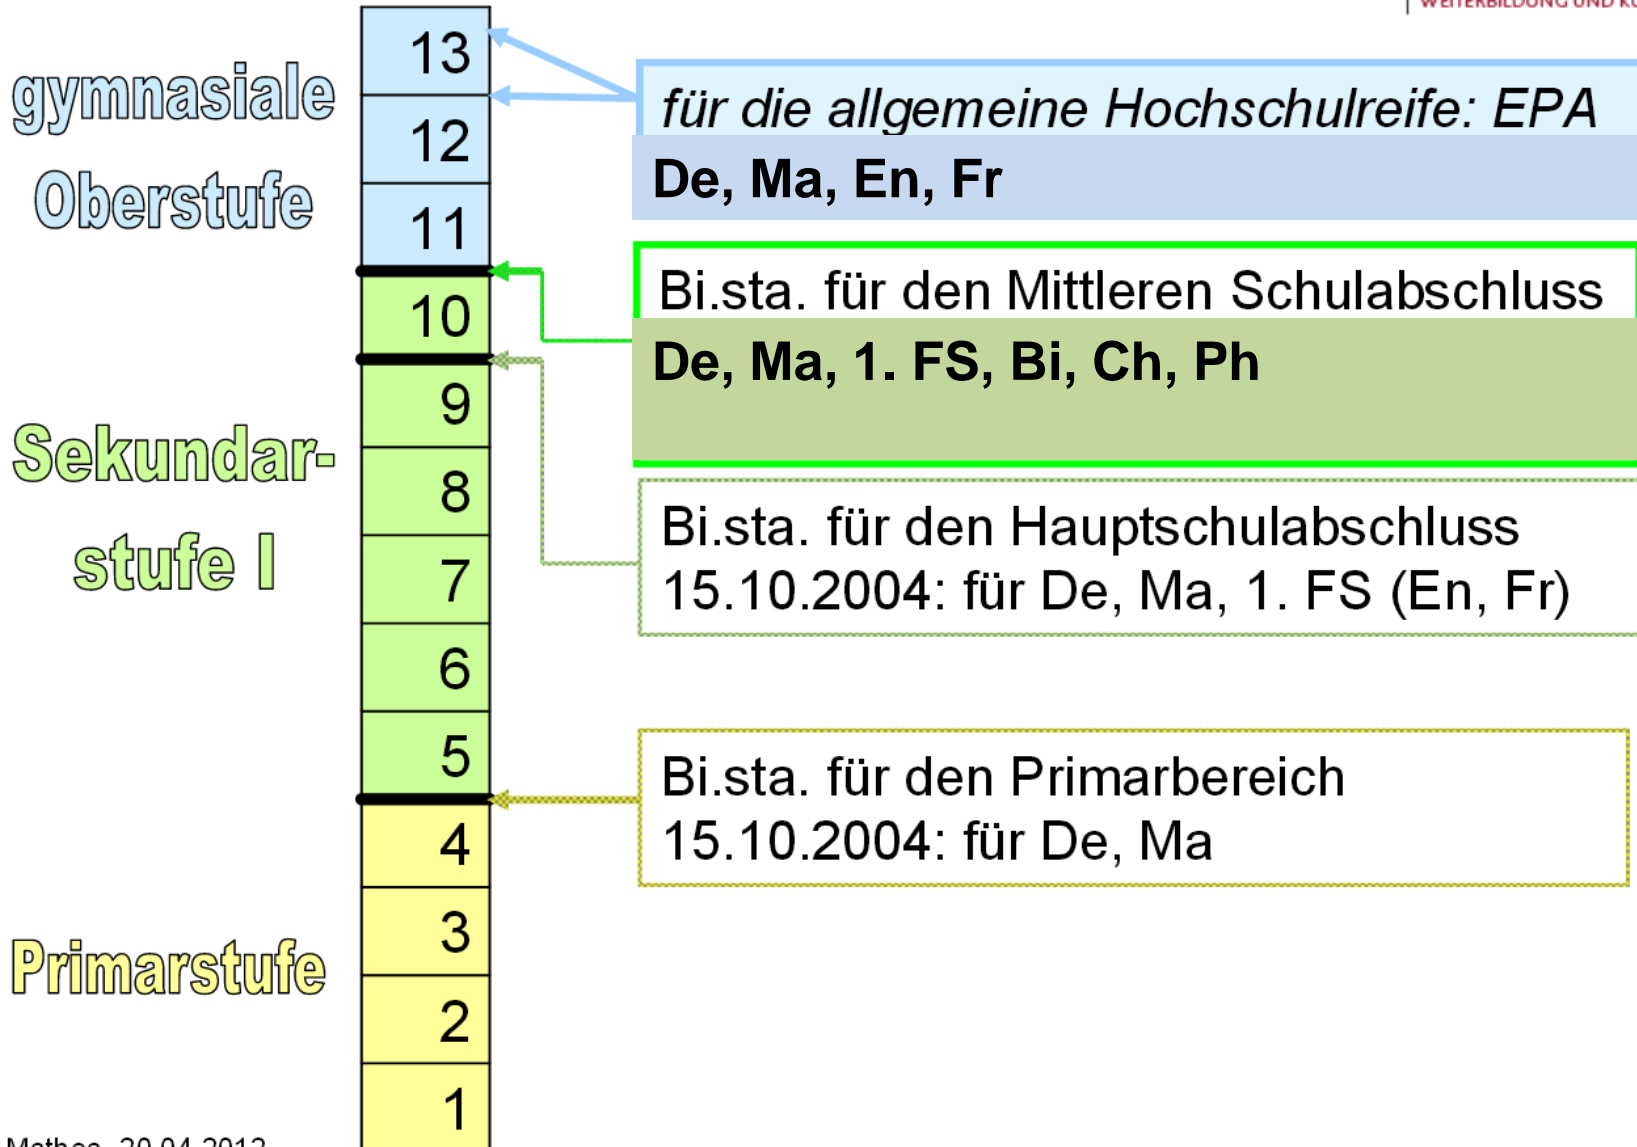 WEITERBILDUNG UND
gymnasiale
Oberstufe
13
12
11
für die allgemeine Hochschulreife: EPA
De, Ma, En, Fr
Bi.sta. für den Mittleren Schulabschluss
De, Ma, 1. FS, Bi, Ch, Ph
Sekundar-
stufe I
10
9
8
7
6
5
Bi.sta. für den Hauptschulabschluss
15.10.2004: für De, Ma, 1. FS (En, Fr)
Bi.sta. für den Primarbereich
15.10.2004: für De, Ma
Primarstufe
4
3
2
1